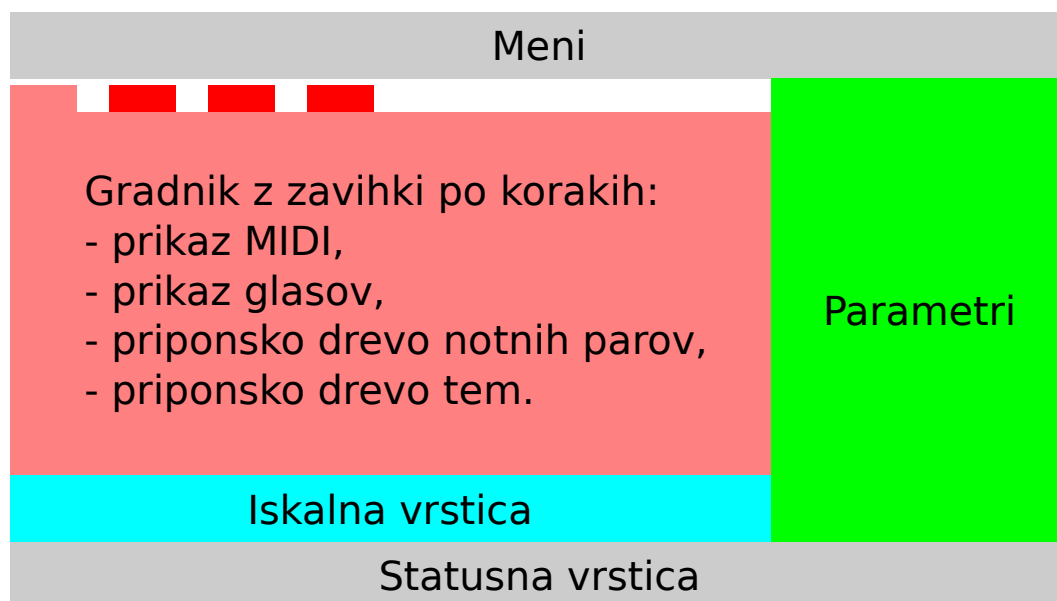 Meni
Gradnik z zavihki po korakih:
- prikaz MIDI,
- prikaz glasov,
- priponsko drevo notnih parov,
- priponsko drevo tem.
Parametri
Iskalna vrstica
Statusna vrstica